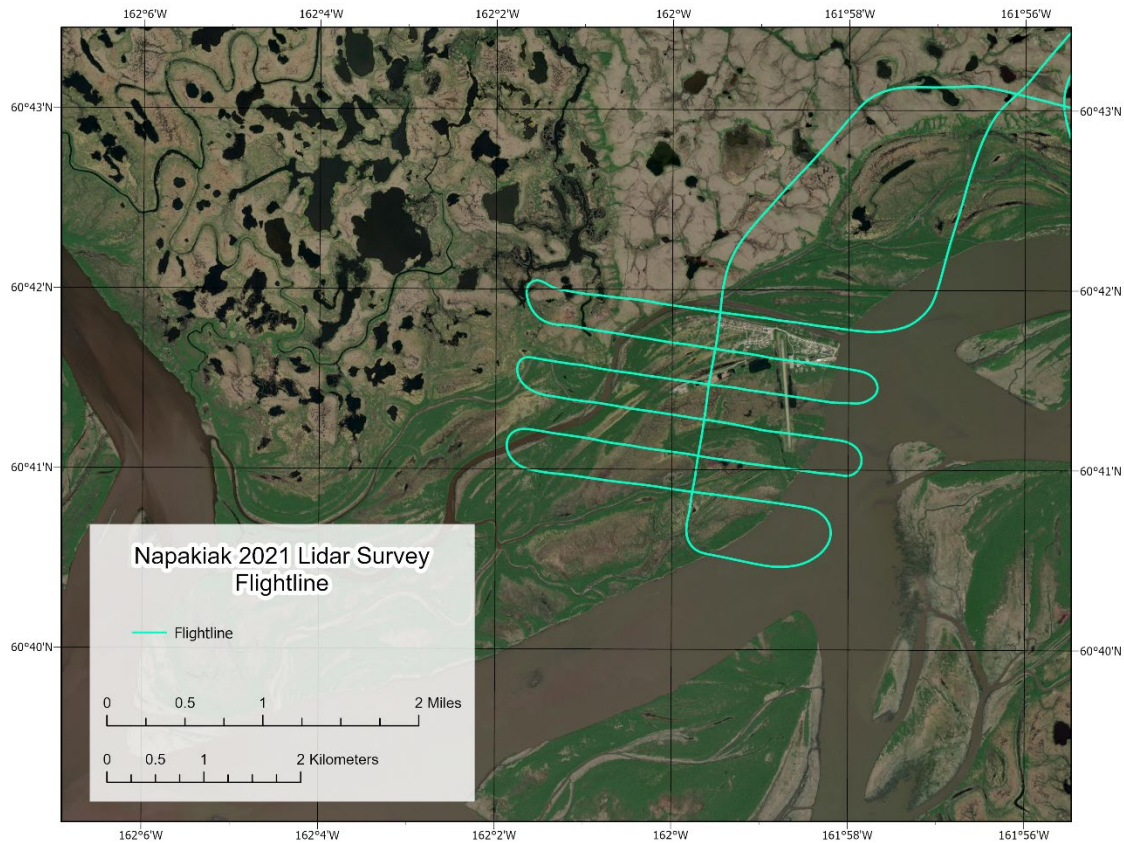 162°6'W 162°4'W 162°2'W 162°W 161°58'W 161°56'W
60°43'N 60°43'N
60°42'N 60°42'N
60°41'N 60°41'N
60°40'N 60°40'N
Napakiak 2021 Lidar Survey
Flightline
Flightline
0 0.5 1 2 Miles
0 0.5 1 2 Kilometers
162°6'W 162°4'W 162°2'W 162°W 161°58'W 161°56'W